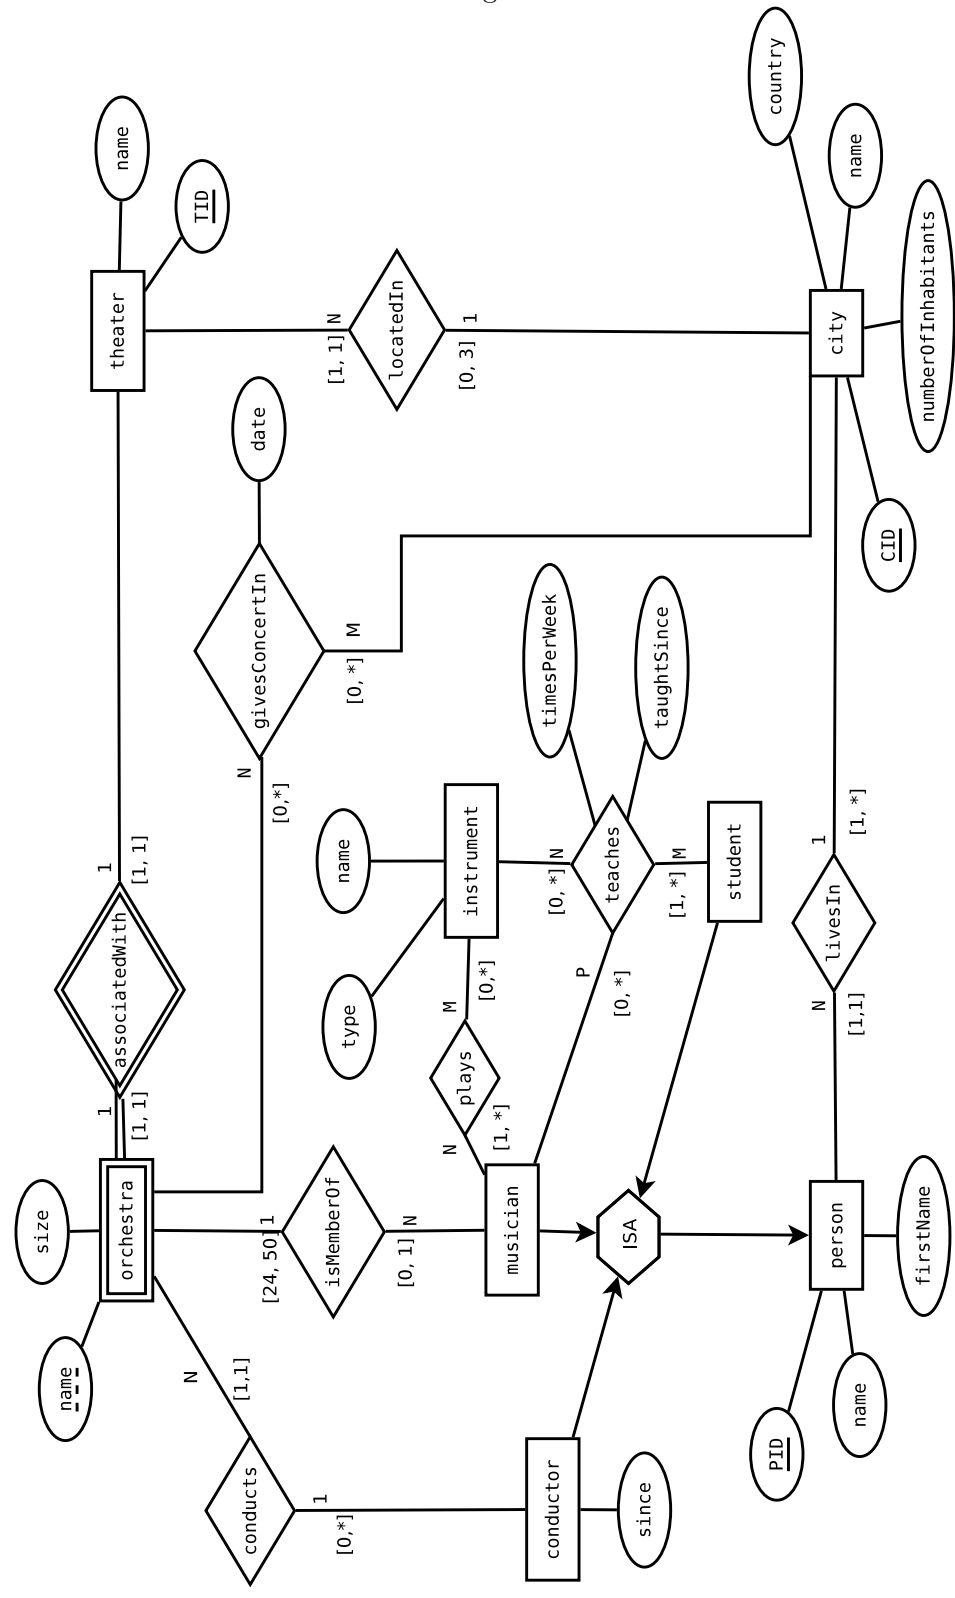 size
name
orchestra
1
[1, 1]
associatedWith
1
[1, 1]
theater
name
TID
N
[1,1]
conducts
1
[0,*]
N
[0,*]
givesConcertIn
date
M
[0, *]
1
[24, 50]
isMemberOf
N
[0, 1]
N
[1, 1]
locatedIn
1
[0, 3]
type
name
instrument
M
[0,*]
plays
N
[1, *]
musician
timesPerWeek
taughtSince
N
[0, *]
teaches
P
[0, *]
M
[1, *]
student
conductor
since
ISA
person
PID
name
firstName
N
[1,1]
livesIn
1
[1, *]
city
CID
numberOfInhabitants
name
country